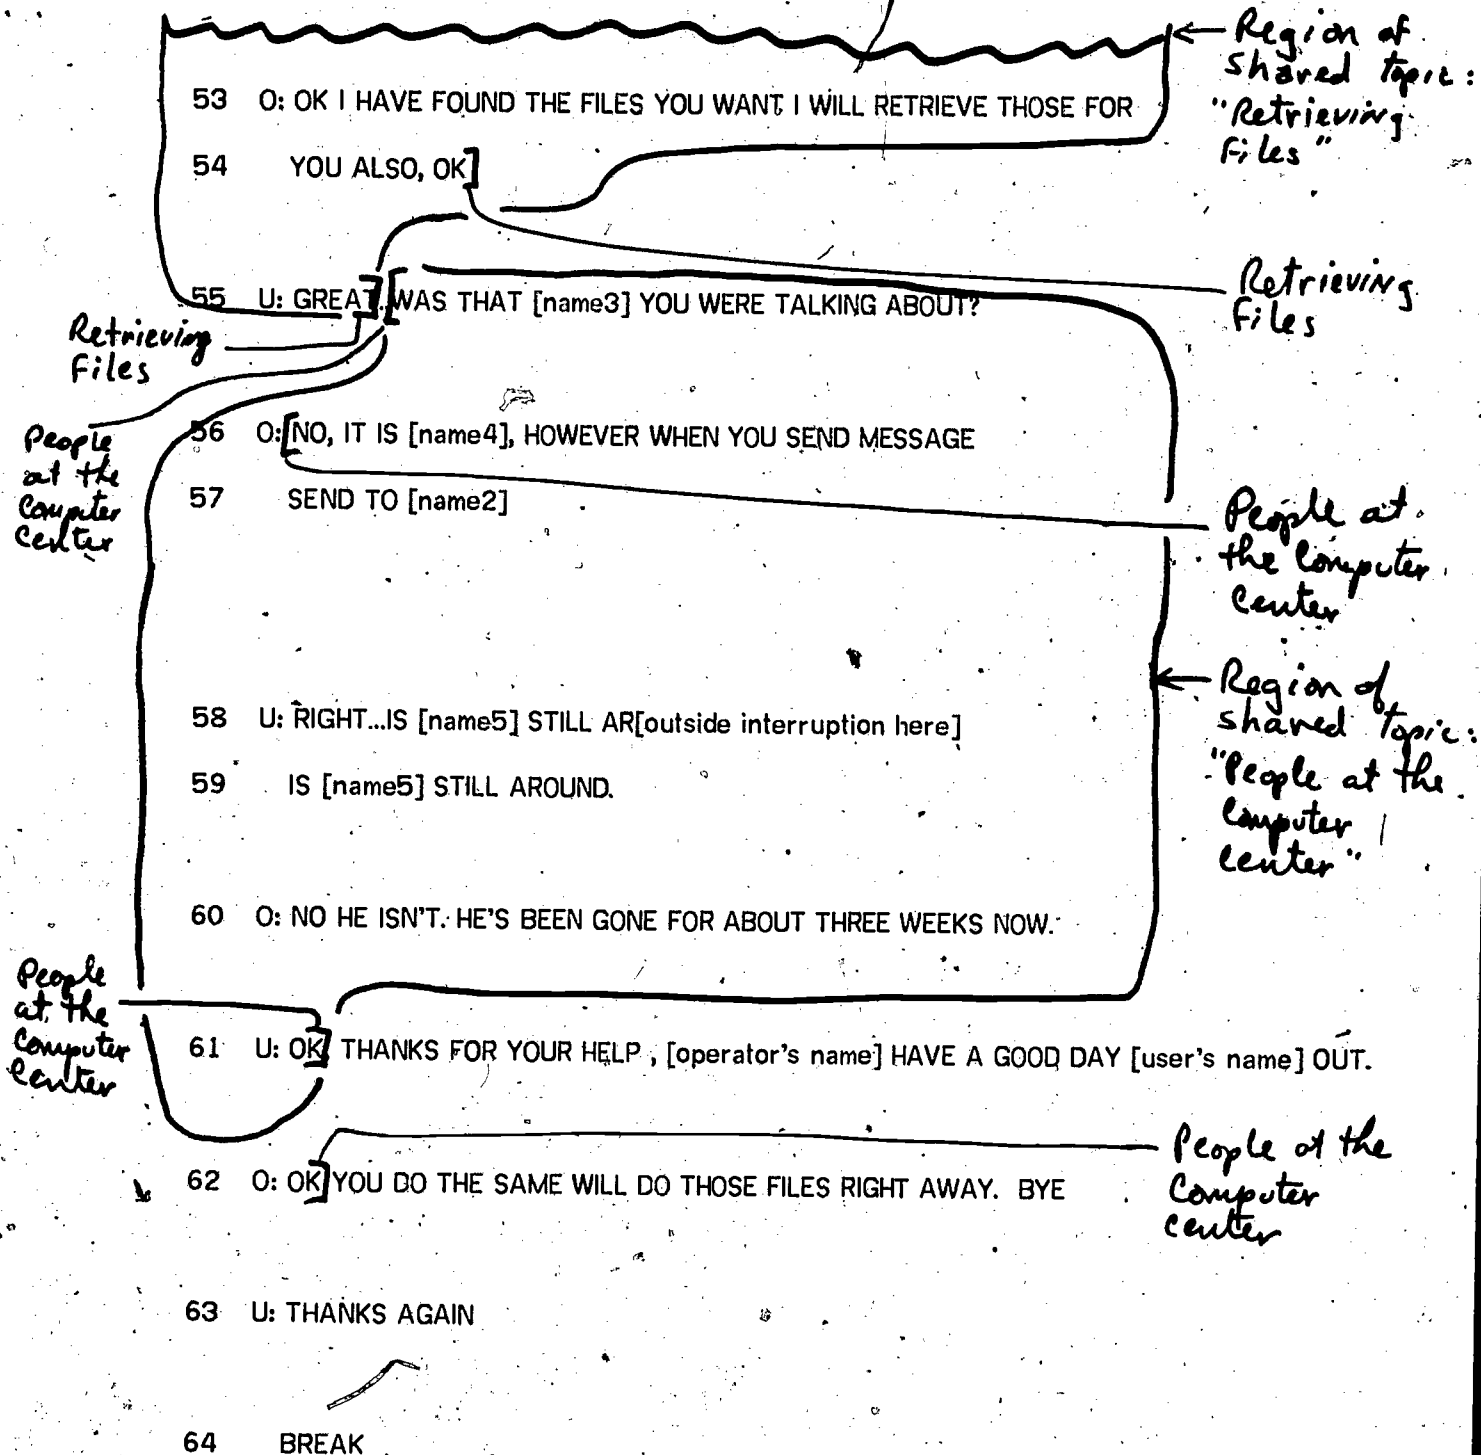 Region of
shared topic:
"Retrieving
Files"
53 O: OK I HAVE FOUND THE FILES YOU WANT I WILL RETRIEVE THOSE FOR
54 YOU ALSO, OK]
Retrieving
Files
55 U: GREAT].[WAS THAT [name3] YOU WERE TALKING ABOUT?
Retrieving
Files
People
at the
Computer
Center
56 O:[NO, IT IS [name4], HOWEVER WHEN YOU SEND MESSAGE
57 SEND TO [name2]
People at
the Computer
Center
Region of
shared topic:
"People at the
Computer
Center"
58 U: RIGHT...IS [name5] STILL AR[outside interruption here]
59 IS [name5] STILL AROUND.
60 O: NO HE ISN'T. HE'S BEEN GONE FOR ABOUT THREE WEEKS NOW.
People
at the
Computer
Center
61 U: OK] THANKS FOR YOUR HELP , [operator's name] HAVE A GOOD DAY [user's name] OUT.
People at the
Computer
Center
62 O: OK] YOU DO THE SAME WILL DO THOSE FILES RIGHT AWAY. BYE
63 U: THANKS AGAIN
64 BREAK